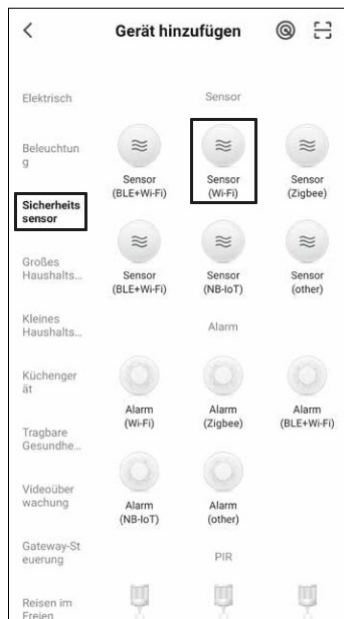 Gerät hinzufügen
Elektrisch
Beleuchtun
g
Sicherheits
sensor
Großes
Haushalts...
Kleines
Haushalts...
Küchenger
ät
Tragbare
Gesundhe...
Videoüber
wachung
Gateway-St
euerung
Reisen im
Freien
Sensor
Sensor
(BLE+Wi-Fi)
Sensor
(Wi-Fi)
Sensor
(Zigbee)
Sensor
(BLE+Wi-Fi)
Sensor
(NB-IoT)
Sensor
(other)
Alarm
Alarm
(Wi-Fi)
Alarm
(Zigbee)
Alarm
(BLE+Wi-Fi)
Alarm
(NB-IoT)
Alarm
(other)
PIR